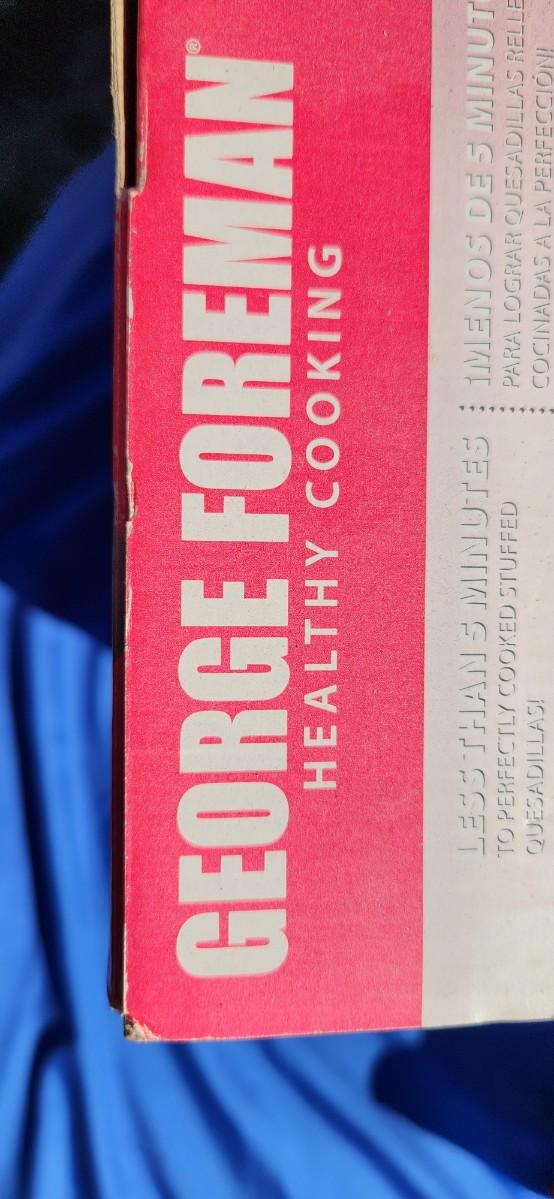 GEORGE FOREMAN®
HEALTHY COOKING
LESS THAN 5 MINUTES
TO PERFECTLY COOKED STUFFED
QUESADILLAS!
¡MENOS DE 5 MINUT
PARA LOGRAR QUESADILLAS RELLE
COCINADAS A LA PERFECCIÓN!